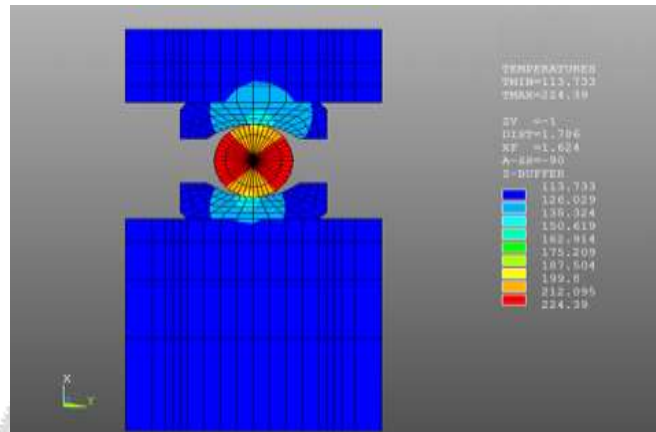 TEMPERATURES
TMIN=113.733
TMAX=224.39
ZV =-1
DIST=1.786
XF =1.624
A-ZS=-90
Z-BUFFER
113.733
126.029
138.324
150.619
162.914
175.209
187.504
199.8
212.095
224.39
X
Y